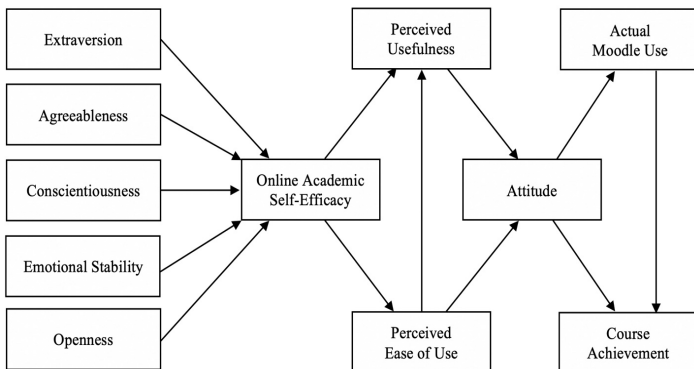 Extraversion
Agreeableness
Conscientiousness
Emotional Stability
Openness
Online Academic
Self-Efficacy
Perceived
Usefulness
Perceived
Ease of Use
Attitude
Actual
Moodle Use
Course
Achievement